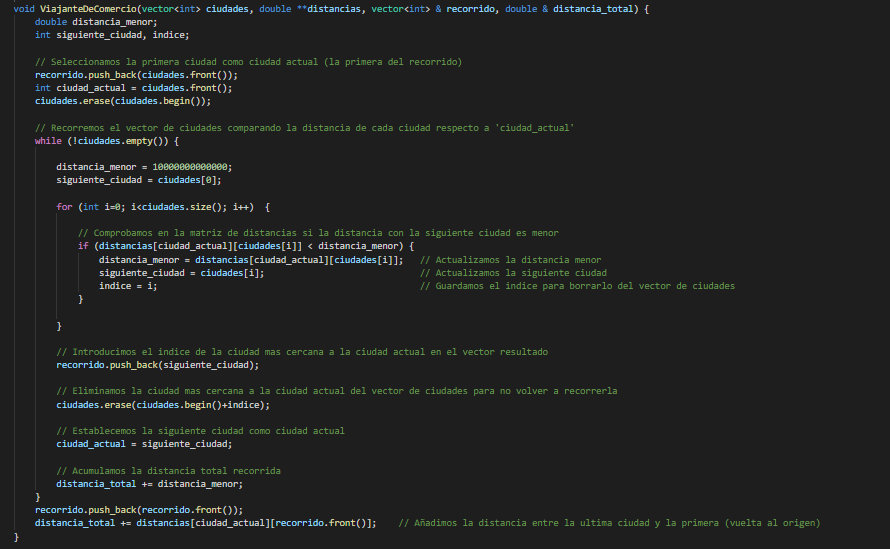 void ViajanteDeComercio(vector<int> ciudades, double **distancias, vector<int> & recorrido, double & distancia_total) {
    double distancia_menor;
    int siguiente_ciudad, indice;

    // Seleccionamos la primera ciudad como ciudad actual (la primera del recorrido)
    recorrido.push_back(ciudades.front());
    int ciudad_actual = ciudades.front();
    ciudades.erase(ciudades.begin());

    // Recorremos el vector de ciudades comparando la distancia de cada ciudad respecto a 'ciudad_actual'
    while (!ciudades.empty()) {

        distancia_menor = 10000000000000;
        siguiente_ciudad = ciudades[0];

        for (int i=0; i<ciudades.size(); i++)  {

            // Comprobamos en la matriz de distancias si la distancia con la siguiente ciudad es menor
            if (distancias[ciudad_actual][ciudades[i]] < distancia_menor) {
                distancia_menor = distancias[ciudad_actual][ciudades[i]];   // Actualizamos la distancia menor
                siguiente_ciudad = ciudades[i];                             // Actualizamos la siguiente ciudad
                indice = i;                                                 // Guardamos el indice para borrarlo del vector de ciudades
            }

        }

        // Introducimos el indice de la ciudad mas cercana a la ciudad actual en el vector resultado
        recorrido.push_back(siguiente_ciudad);

        // Eliminamos la ciudad mas cercana a la ciudad actual del vector de ciudades para no volver a recorrerla
        ciudades.erase(ciudades.begin()+indice);

        // Establecemos la siguiente ciudad como ciudad actual
        ciudad_actual = siguiente_ciudad;

        // Acumulamos la distancia total recorrida
        distancia_total += distancia_menor;
    }
    recorrido.push_back(recorrido.front());
    distancia_total += distancias[ciudad_actual][recorrido.front()];    // Añadimos la distancia entre la ultima ciudad y la primera (vuelta al origen)
}